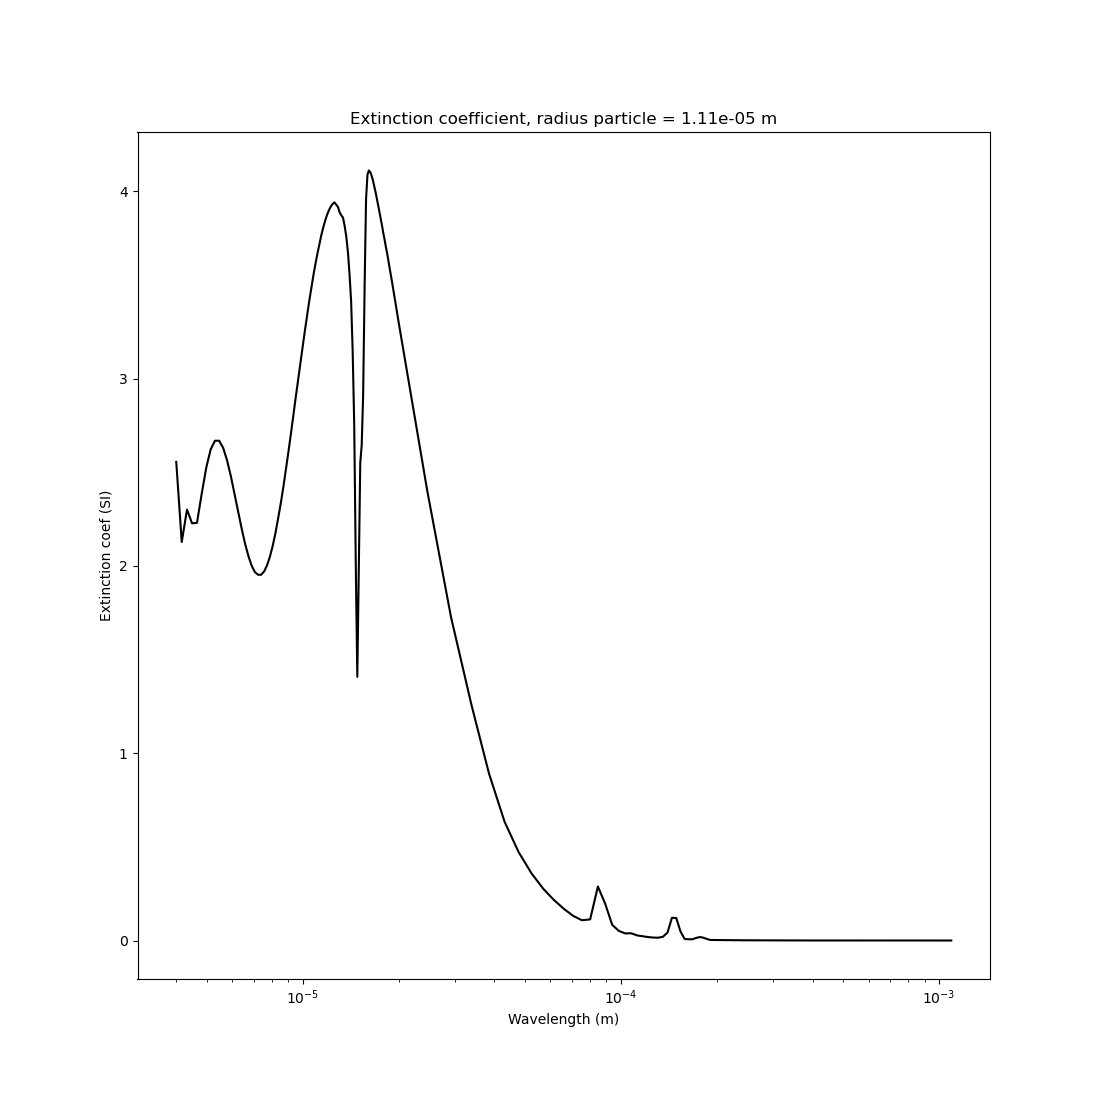 Extinction coefficient, radius particle = 1.11e-05 m
Extinction coef (SI)
4
3
2
1
0
10⁻⁵ 10⁻⁴ 10⁻³
Wavelength (m)